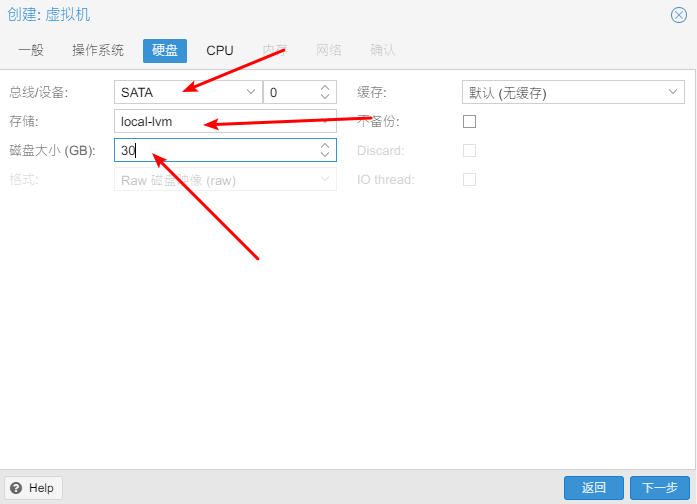 创建: 虚拟机
一般 操作系统 硬盘 CPU 内存 网络 确认
总线/设备: SATA 0 缓存: 默认 (无缓存)
存储: local-lvm 不备份:
磁盘大小 (GB): 30 Discard:
格式: Raw 磁盘映像 (raw) IO thread:
? Help 返回 下一步